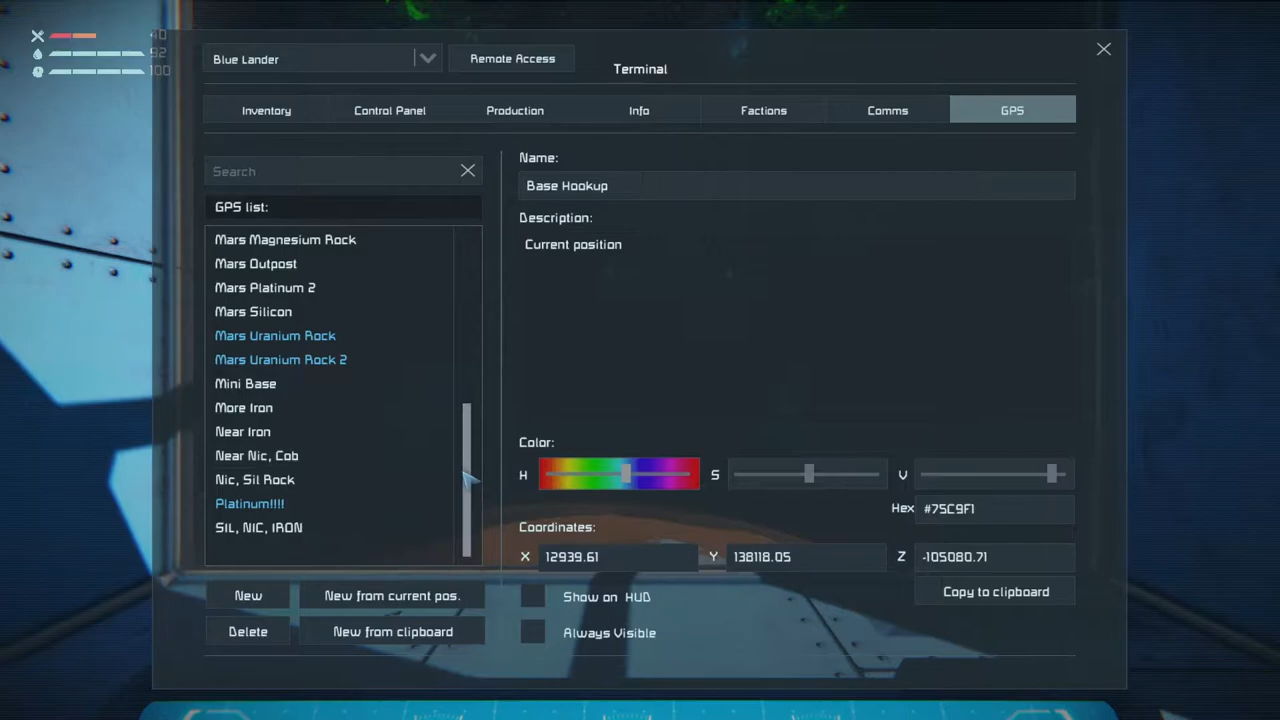 40
92
100
Blue Lander
Remote Access
Terminal
Inventory
Control Panel
Production
Info
Factions
Comms
GPS
Search
GPS list:
Mars Magnesium Rock
Mars Outpost
Mars Platinum 2
Mars Silicon
Mars Uranium Rock
Mars Uranium Rock 2
Mini Base
More Iron
Near Iron
Near Nic, Cob
Nic, Sil Rock
Platinum!!!!
SIL, NIC, IRON
New
New from current pos.
Delete
New from clipboard
Name:
Base Hookup
Description:
Current position
Color:
H
S
V
Hex
#75C9F1
Coordinates:
X 12939.61
Y 138118.05
Z -105080.71
Show on HUD
Copy to clipboard
Always Visible